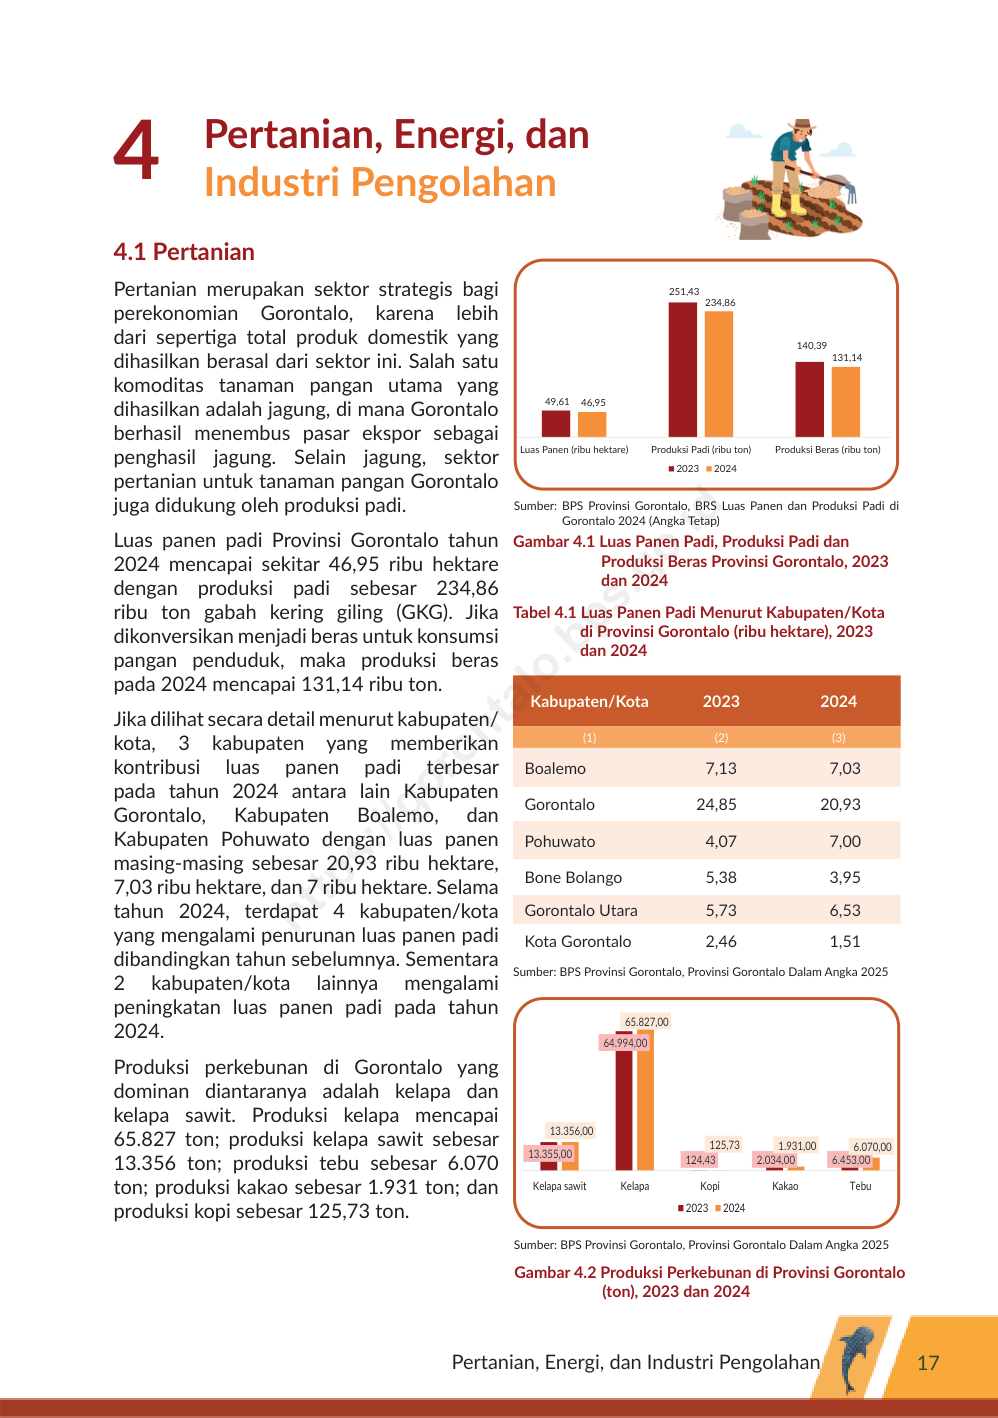 4
Pertanian, Energi, dan
Industri Pengolahan
4.1 Pertanian
Pertanian merupakan sektor strategis bagi
perekonomian Gorontalo, karena lebih
dari sepertiga total produk domestik yang
dihasilkan berasal dari sektor ini. Salah satu
komoditas tanaman pangan utama yang
dihasilkan adalah jagung, di mana Gorontalo
berhasil menembus pasar ekspor sebagai
penghasil jagung. Selain jagung, sektor
pertanian untuk tanaman pangan Gorontalo
juga didukung oleh produksi padi.
Luas panen padi Provinsi Gorontalo tahun
2024 mencapai sekitar 46,95 ribu hektare
dengan produksi padi sebesar 234,86
ribu ton gabah kering giling (GKG). Jika
dikonversikan menjadi beras untuk konsumsi
pangan penduduk, maka produksi beras
pada 2024 mencapai 131,14 ribu ton.
Jika dilihat secara detail menurut kabupaten/
kota, 3 kabupaten yang memberikan
kontribusi luas panen padi terbesar
pada tahun 2024 antara lain Kabupaten
Gorontalo, Kabupaten Boalemo, dan
Kabupaten Pohuwato dengan luas panen
masing-masing sebesar 20,93 ribu hektare,
7,03 ribu hektare, dan 7 ribu hektare. Selama
tahun 2024, terdapat 4 kabupaten/kota
yang mengalami penurunan luas panen padi
dibandingkan tahun sebelumnya. Sementara
2 kabupaten/kota lainnya mengalami
peningkatan luas panen padi pada tahun
2024.
Produksi perkebunan di Gorontalo yang
dominan diantaranya adalah kelapa dan
kelapa sawit. Produksi kelapa mencapai
65.827 ton; produksi kelapa sawit sebesar
13.356 ton; produksi tebu sebesar 6.070
ton; produksi kakao sebesar 1.931 ton; dan
produksi kopi sebesar 125,73 ton.
251,43
234,86
140,39
131,14
49,61 46,95
Luas Panen (ribu hektare) Produksi Padi (ribu ton) Produksi Beras (ribu ton)
2023 2024
Sumber: BPS Provinsi Gorontalo, BRS Luas Panen dan Produksi Padi di
Gorontalo 2024 (Angka Tetap)
Gambar 4.1 Luas Panen Padi, Produksi Padi dan
Produksi Beras Provinsi Gorontalo, 2023
dan 2024
Tabel 4.1 Luas Panen Padi Menurut Kabupaten/Kota
di Provinsi Gorontalo (ribu hektare), 2023
dan 2024
Kabupaten/Kota 2023 2024
(1) (2) (3)
Boalemo 7,13 7,03
Gorontalo 24,85 20,93
Pohuwato 4,07 7,00
Bone Bolango 5,38 3,95
Gorontalo Utara 5,73 6,53
Kota Gorontalo 2,46 1,51
Sumber: BPS Provinsi Gorontalo, Provinsi Gorontalo Dalam Angka 2025
65.827,00
64.994,00
13.356,00
13.355,00
125,73
124,43
1.931,00
2.034,00
6.070,00
6.453,00
Kelapa sawit Kelapa Kopi Kakao Tebu
2023 2024
Sumber: BPS Provinsi Gorontalo, Provinsi Gorontalo Dalam Angka 2025
Gambar 4.2 Produksi Perkebunan di Provinsi Gorontalo
(ton), 2023 dan 2024
Pertanian, Energi, dan Industri Pengolahan
17